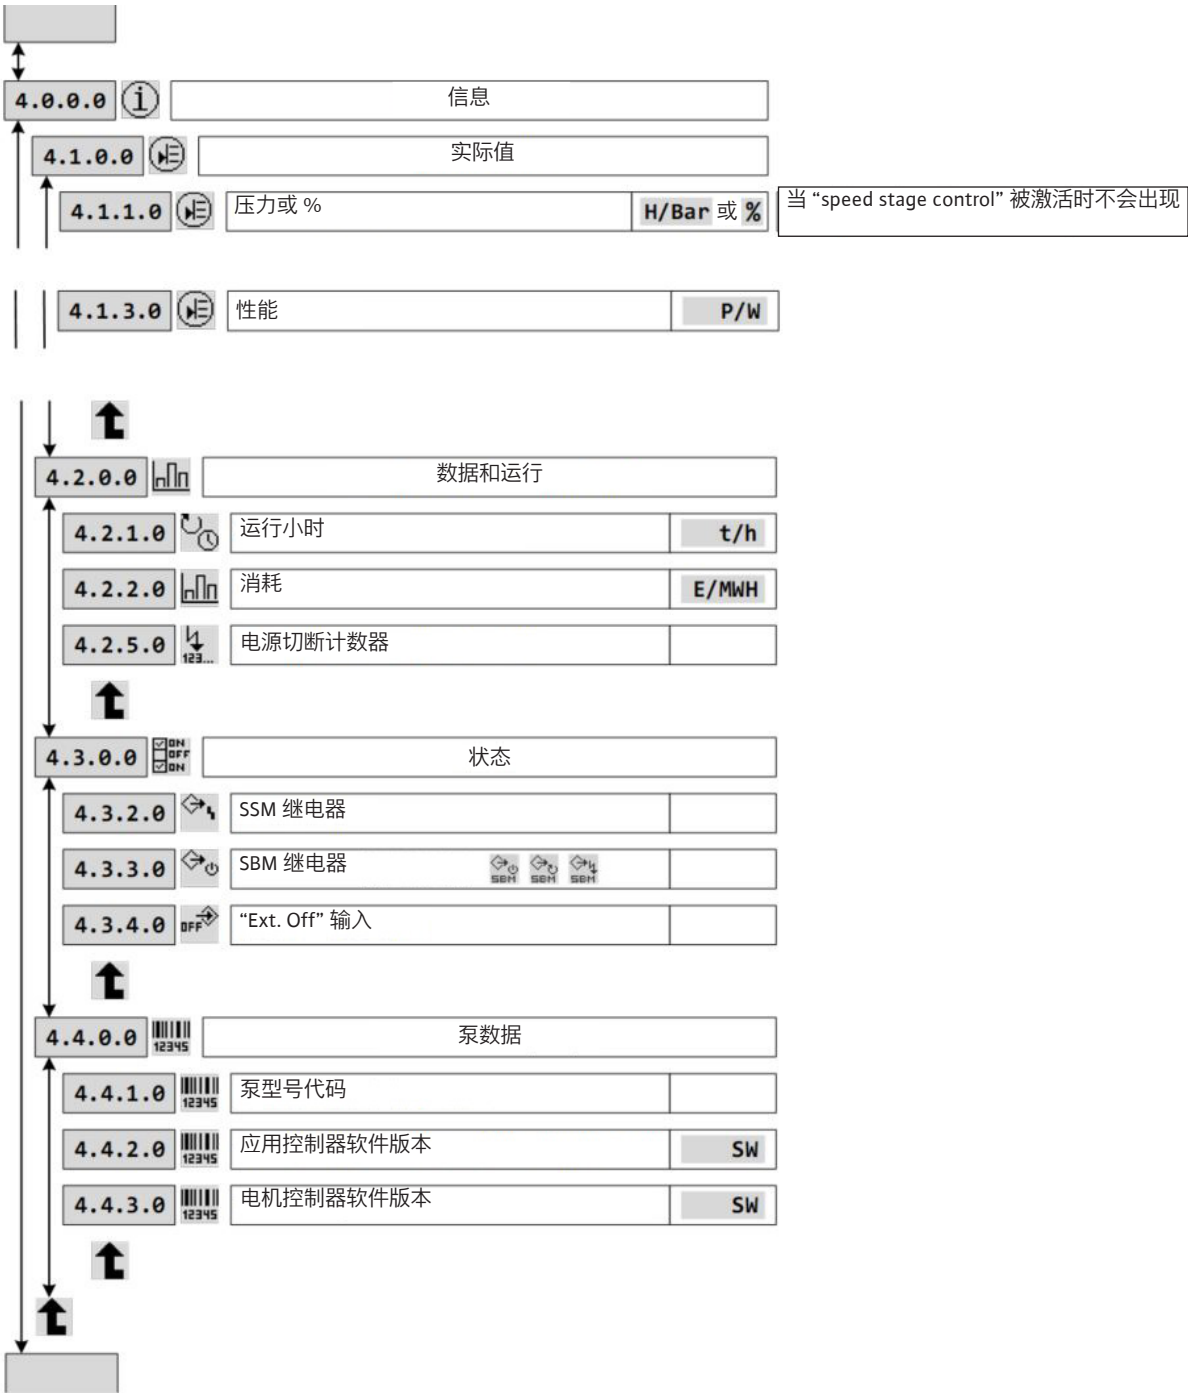 4.0.0.0 信息
4.1.0.0 实际值
4.1.1.0 压力或 % H/Bar 或 % 当 “speed stage control” 被激活时不会出现
4.1.3.0 性能 P/W
4.2.0.0 数据和运行
4.2.1.0 运行小时 t/h
4.2.2.0 消耗 E/MWH
4.2.5.0 123... 电源切断计数器
4.3.0.0 ON OFF ON 状态
4.3.2.0 SSM 继电器
4.3.3.0 SBM 继电器 SBM SBM SBM
4.3.4.0 OFF “Ext. Off” 输入
4.4.0.0 12345 泵数据
4.4.1.0 12345 泵型号代码
4.4.2.0 12345 应用控制器软件版本 SW
4.4.3.0 12345 电机控制器软件版本 SW